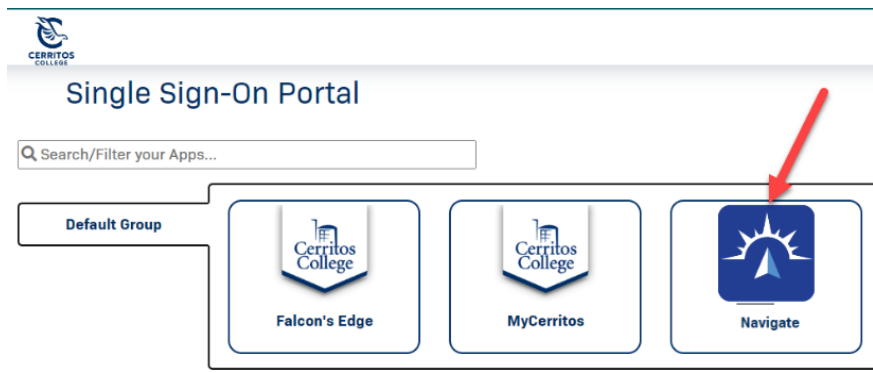 CERRITOS
COLLEGE
Single Sign-On Portal
Search/Filter your Apps...
Default Group
Cerritos
College
Falcon's Edge
Cerritos
College
MyCerritos
Navigate